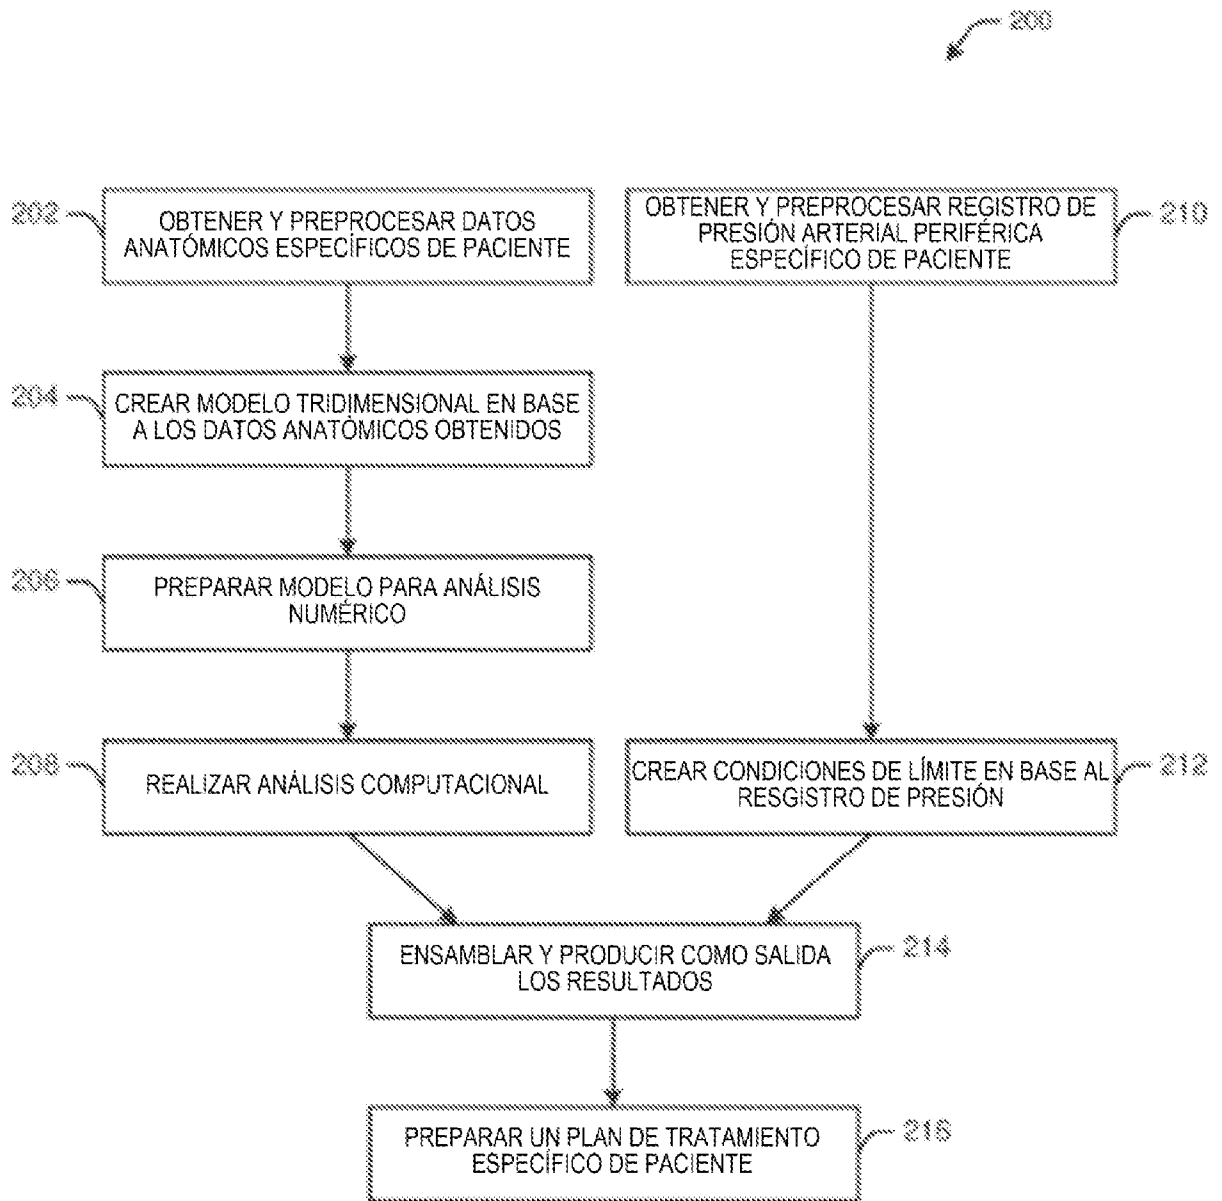 200
202
OBTENER Y PREPROCESAR DATOS
ANATÓMICOS ESPECÍFICOS DE PACIENTE
OBTENER Y PREPROCESAR REGISTRO DE
PRESIÓN ARTERIAL PERIFÉRICA
ESPECÍFICO DE PACIENTE
210
204
CREAR MODELO TRIDIMENSIONAL EN BASE
A LOS DATOS ANATÓMICOS OBTENIDOS
206
PREPARAR MODELO PARA ANÁLISIS
NUMÉRICO
208
REALIZAR ANÁLISIS COMPUTACIONAL
CREAR CONDICIONES DE LÍMITE EN BASE AL
RESGISTRO DE PRESIÓN
212
ENSAMBLAR Y PRODUCIR COMO SALIDA
LOS RESULTADOS
214
PREPARAR UN PLAN DE TRATAMIENTO
ESPECÍFICO DE PACIENTE
216